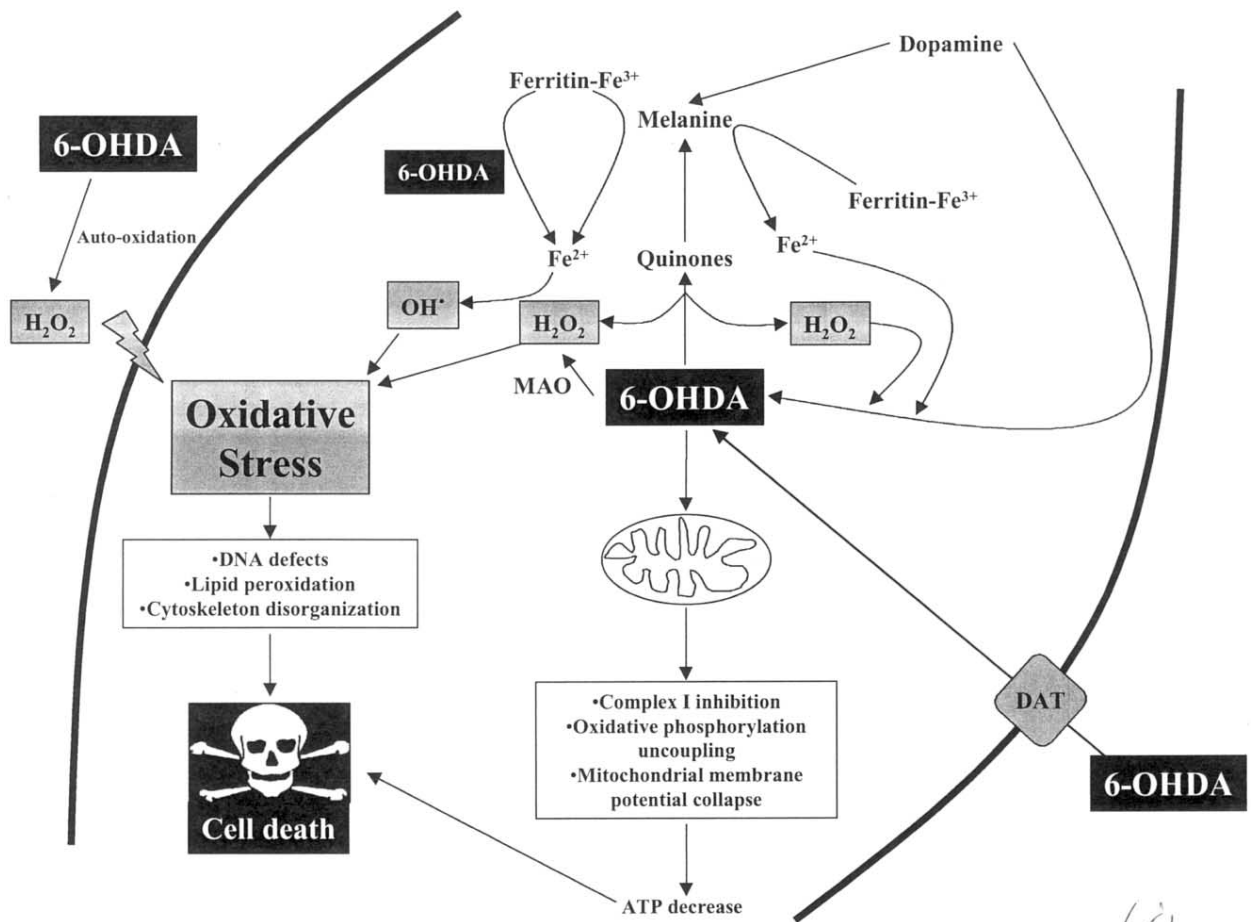 Dopamine
Ferritin-Fe³⁺
Melanine
6-OHDA
6-OHDA
Ferritin-Fe³⁺
Auto-oxidation
Fe²⁺
Quinones
Fe²⁺
H₂O₂
OH•
H₂O₂
H₂O₂
MAO
6-OHDA
Oxidative
Stress
•DNA defects
•Lipid peroxidation
•Cytoskeleton disorganization
DAT
•Complex I inhibition
•Oxidative phosphorylation
uncoupling
•Mitochondrial membrane
potential collapse
6-OHDA
Cell death
ATP decrease